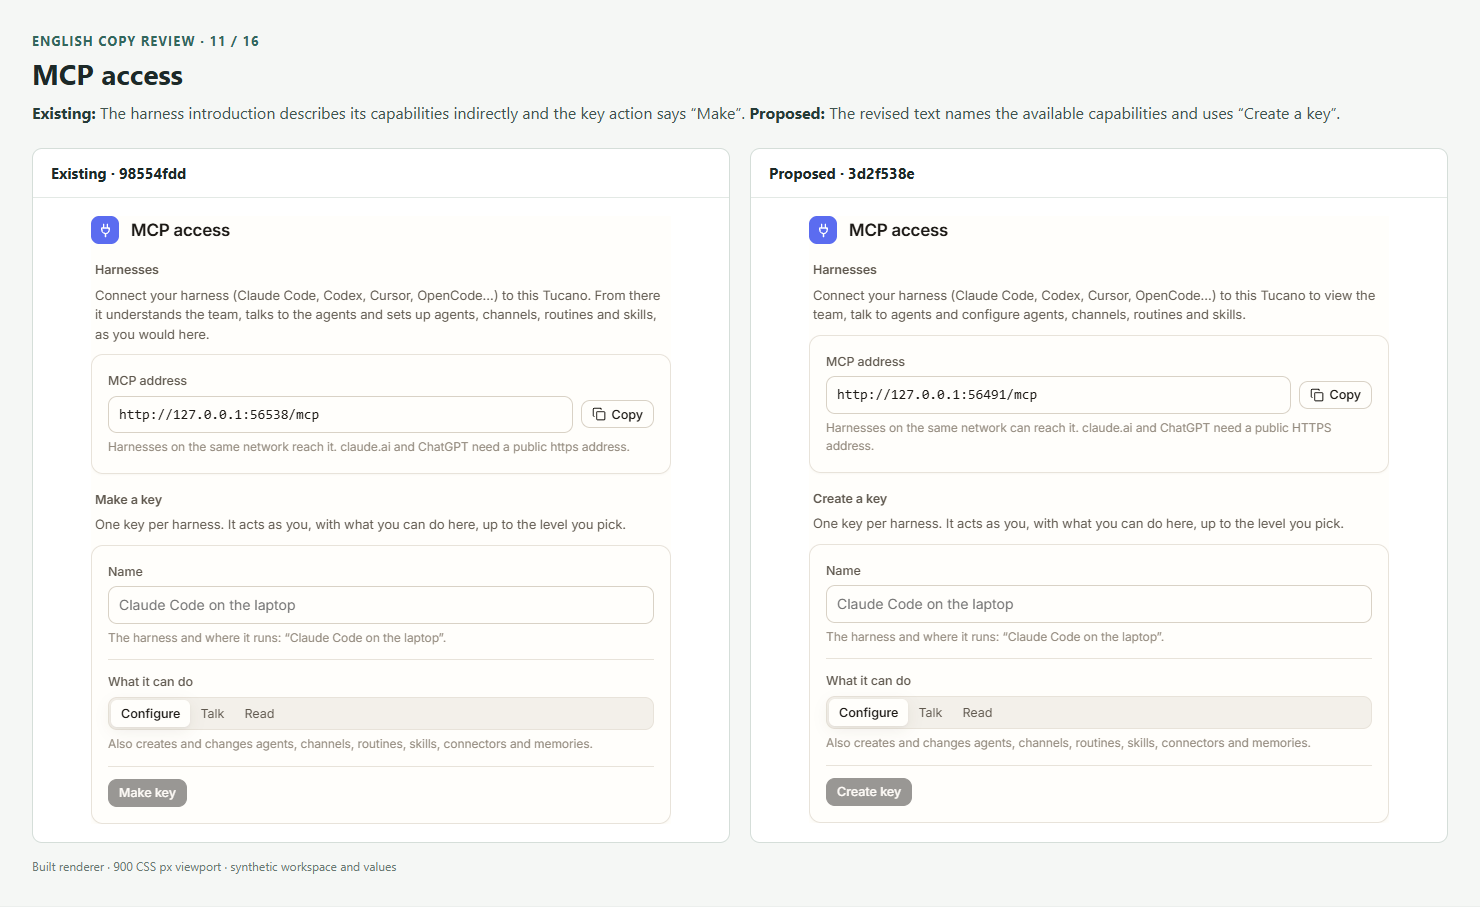 ENGLISH COPY REVIEW · 11 / 16
MCP access
Existing: The harness introduction describes its capabilities indirectly and the key action says “Make”. Proposed: The revised text names the available capabilities and uses “Create a key”.
Existing · 98554fdd
MCP access
Harnesses
Connect your harness (Claude Code, Codex, Cursor, OpenCode...) to this Tucano. From there
it understands the team, talks to the agents and sets up agents, channels, routines and skills,
as you would here.
MCP address
http://127.0.0.1:56538/mcp
Copy
Harnesses on the same network reach it. claude.ai and ChatGPT need a public https address.
Make a key
One key per harness. It acts as you, with what you can do here, up to the level you pick.
Name
Claude Code on the laptop
The harness and where it runs: “Claude Code on the laptop”.
What it can do
Configure Talk Read
Also creates and changes agents, channels, routines, skills, connectors and memories.
Make key
Proposed · 3d2f538e
MCP access
Harnesses
Connect your harness (Claude Code, Codex, Cursor, OpenCode...) to this Tucano to view the
team, talk to agents and configure agents, channels, routines and skills.
MCP address
http://127.0.0.1:56491/mcp
Copy
Harnesses on the same network can reach it. claude.ai and ChatGPT need a public HTTPS
address.
Create a key
One key per harness. It acts as you, with what you can do here, up to the level you pick.
Name
Claude Code on the laptop
The harness and where it runs: “Claude Code on the laptop”.
What it can do
Configure Talk Read
Also creates and changes agents, channels, routines, skills, connectors and memories.
Create key
Built renderer · 900 CSS px viewport · synthetic workspace and values